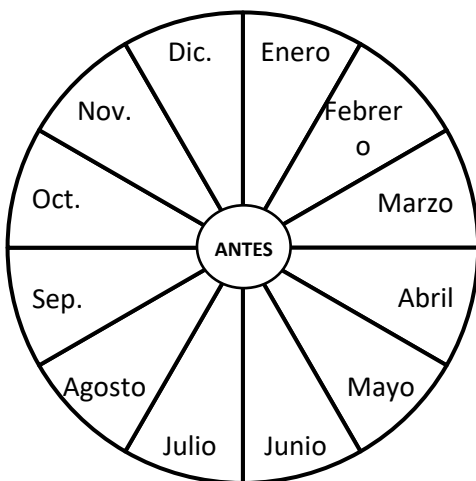 Enero
Febrer
o
Marzo
Abril
Mayo
Junio
Julio
Agosto
Sep.
Oct.
Nov.
Dic.
ANTES